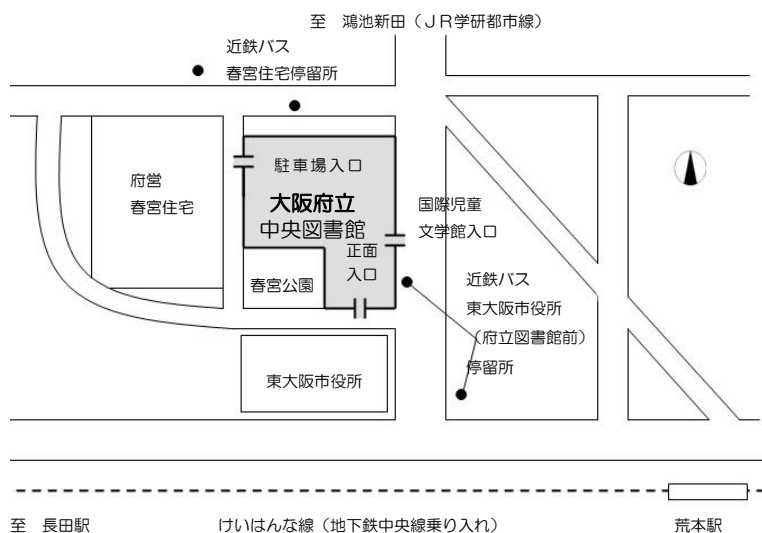 至　鴻池新田（ＪＲ学研都市線）
近鉄バス
春宮住宅停留所
駐車場入口
府営
春宮住宅
大阪府立
中央図書館
国際児童
文学館入口
正面
入口
春宮公園
近鉄バス
東大阪市役所
（府立図書館前）
停留所
東大阪市役所
至　長田駅
けいはんな線（地下鉄中央線乗り入れ）
荒本駅